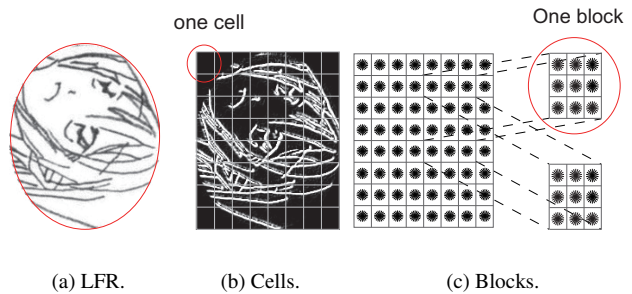 one cell
One block
(a) LFR.
(b) Cells.
(c) Blocks.